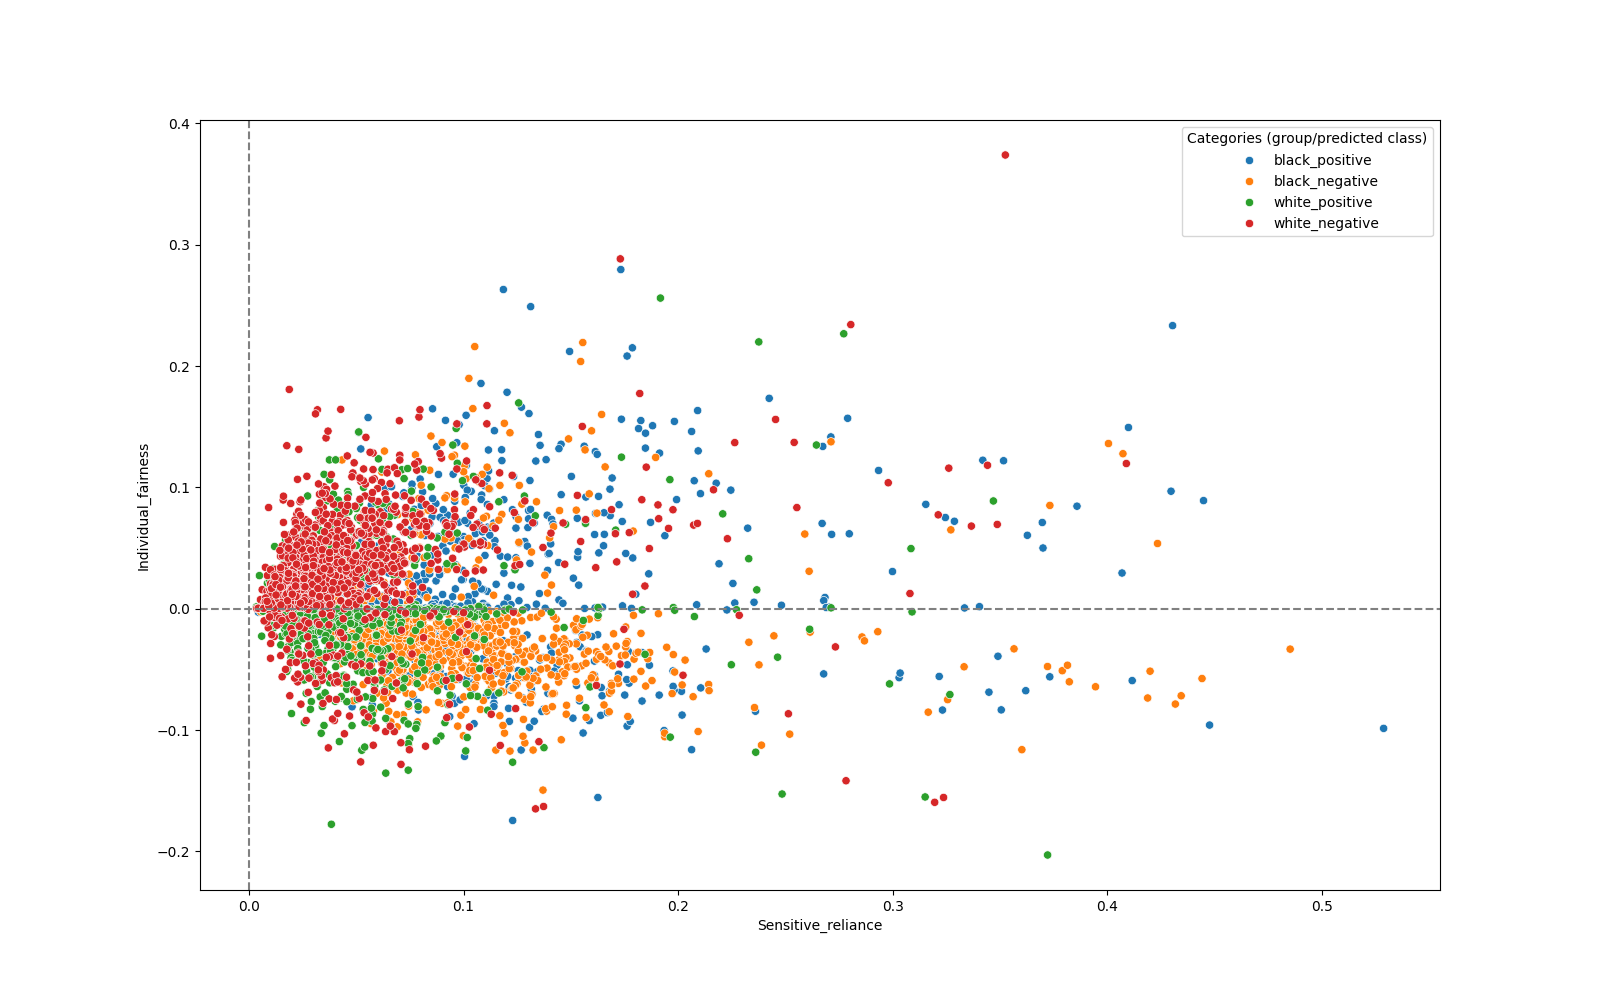 Categories (group/predicted class)
black_positive
black_negative
white_positive
white_negative
0.4
0.3
0.2
0.1
0.0
−0.1
−0.2
Individual_fairness
0.0
0.1
0.2
0.3
0.4
0.5
Sensitive_reliance